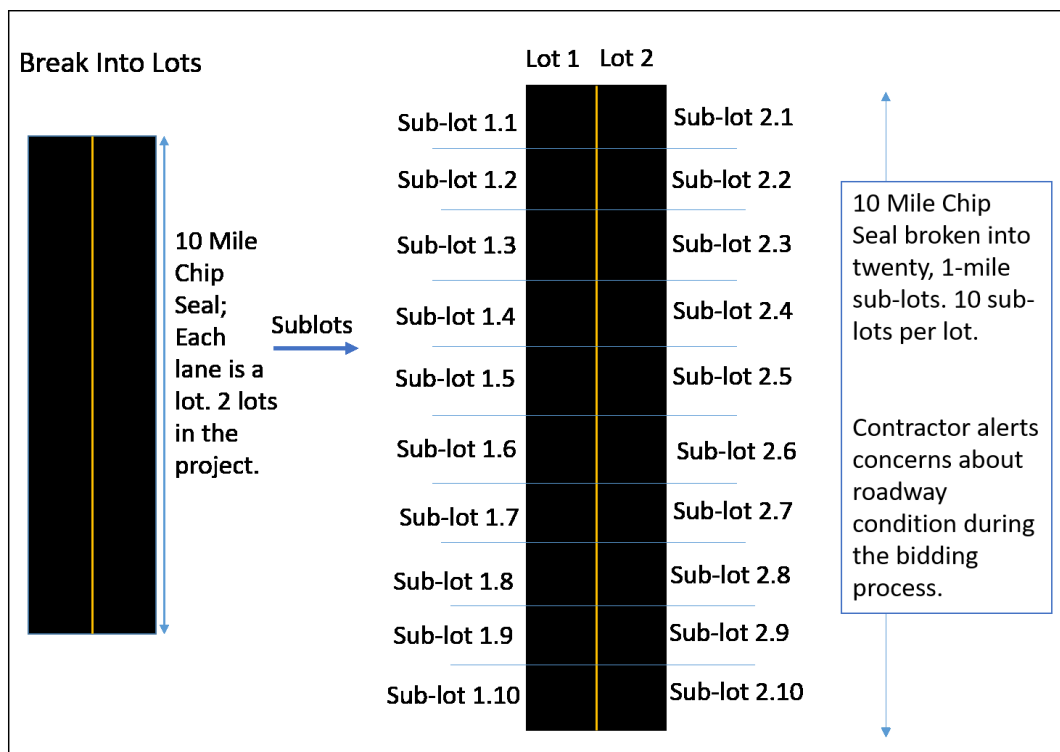 Break Into Lots
10 Mile
Chip
Seal;
Each
lane is a
lot. 2 lots
in the
project.
Sublots
Lot 1 Lot 2
Sub-lot 1.1
Sub-lot 2.1
Sub-lot 1.2
Sub-lot 2.2
Sub-lot 1.3
Sub-lot 2.3
Sub-lot 1.4
Sub-lot 2.4
Sub-lot 1.5
Sub-lot 2.5
Sub-lot 1.6
Sub-lot 2.6
Sub-lot 1.7
Sub-lot 2.7
Sub-lot 1.8
Sub-lot 2.8
Sub-lot 1.9
Sub-lot 2.9
Sub-lot 1.10
Sub-lot 2.10
10 Mile Chip
Seal broken into
twenty, 1-mile
sub-lots. 10 sub-
lots per lot.
Contractor alerts
concerns about
roadway
condition during
the bidding
process.